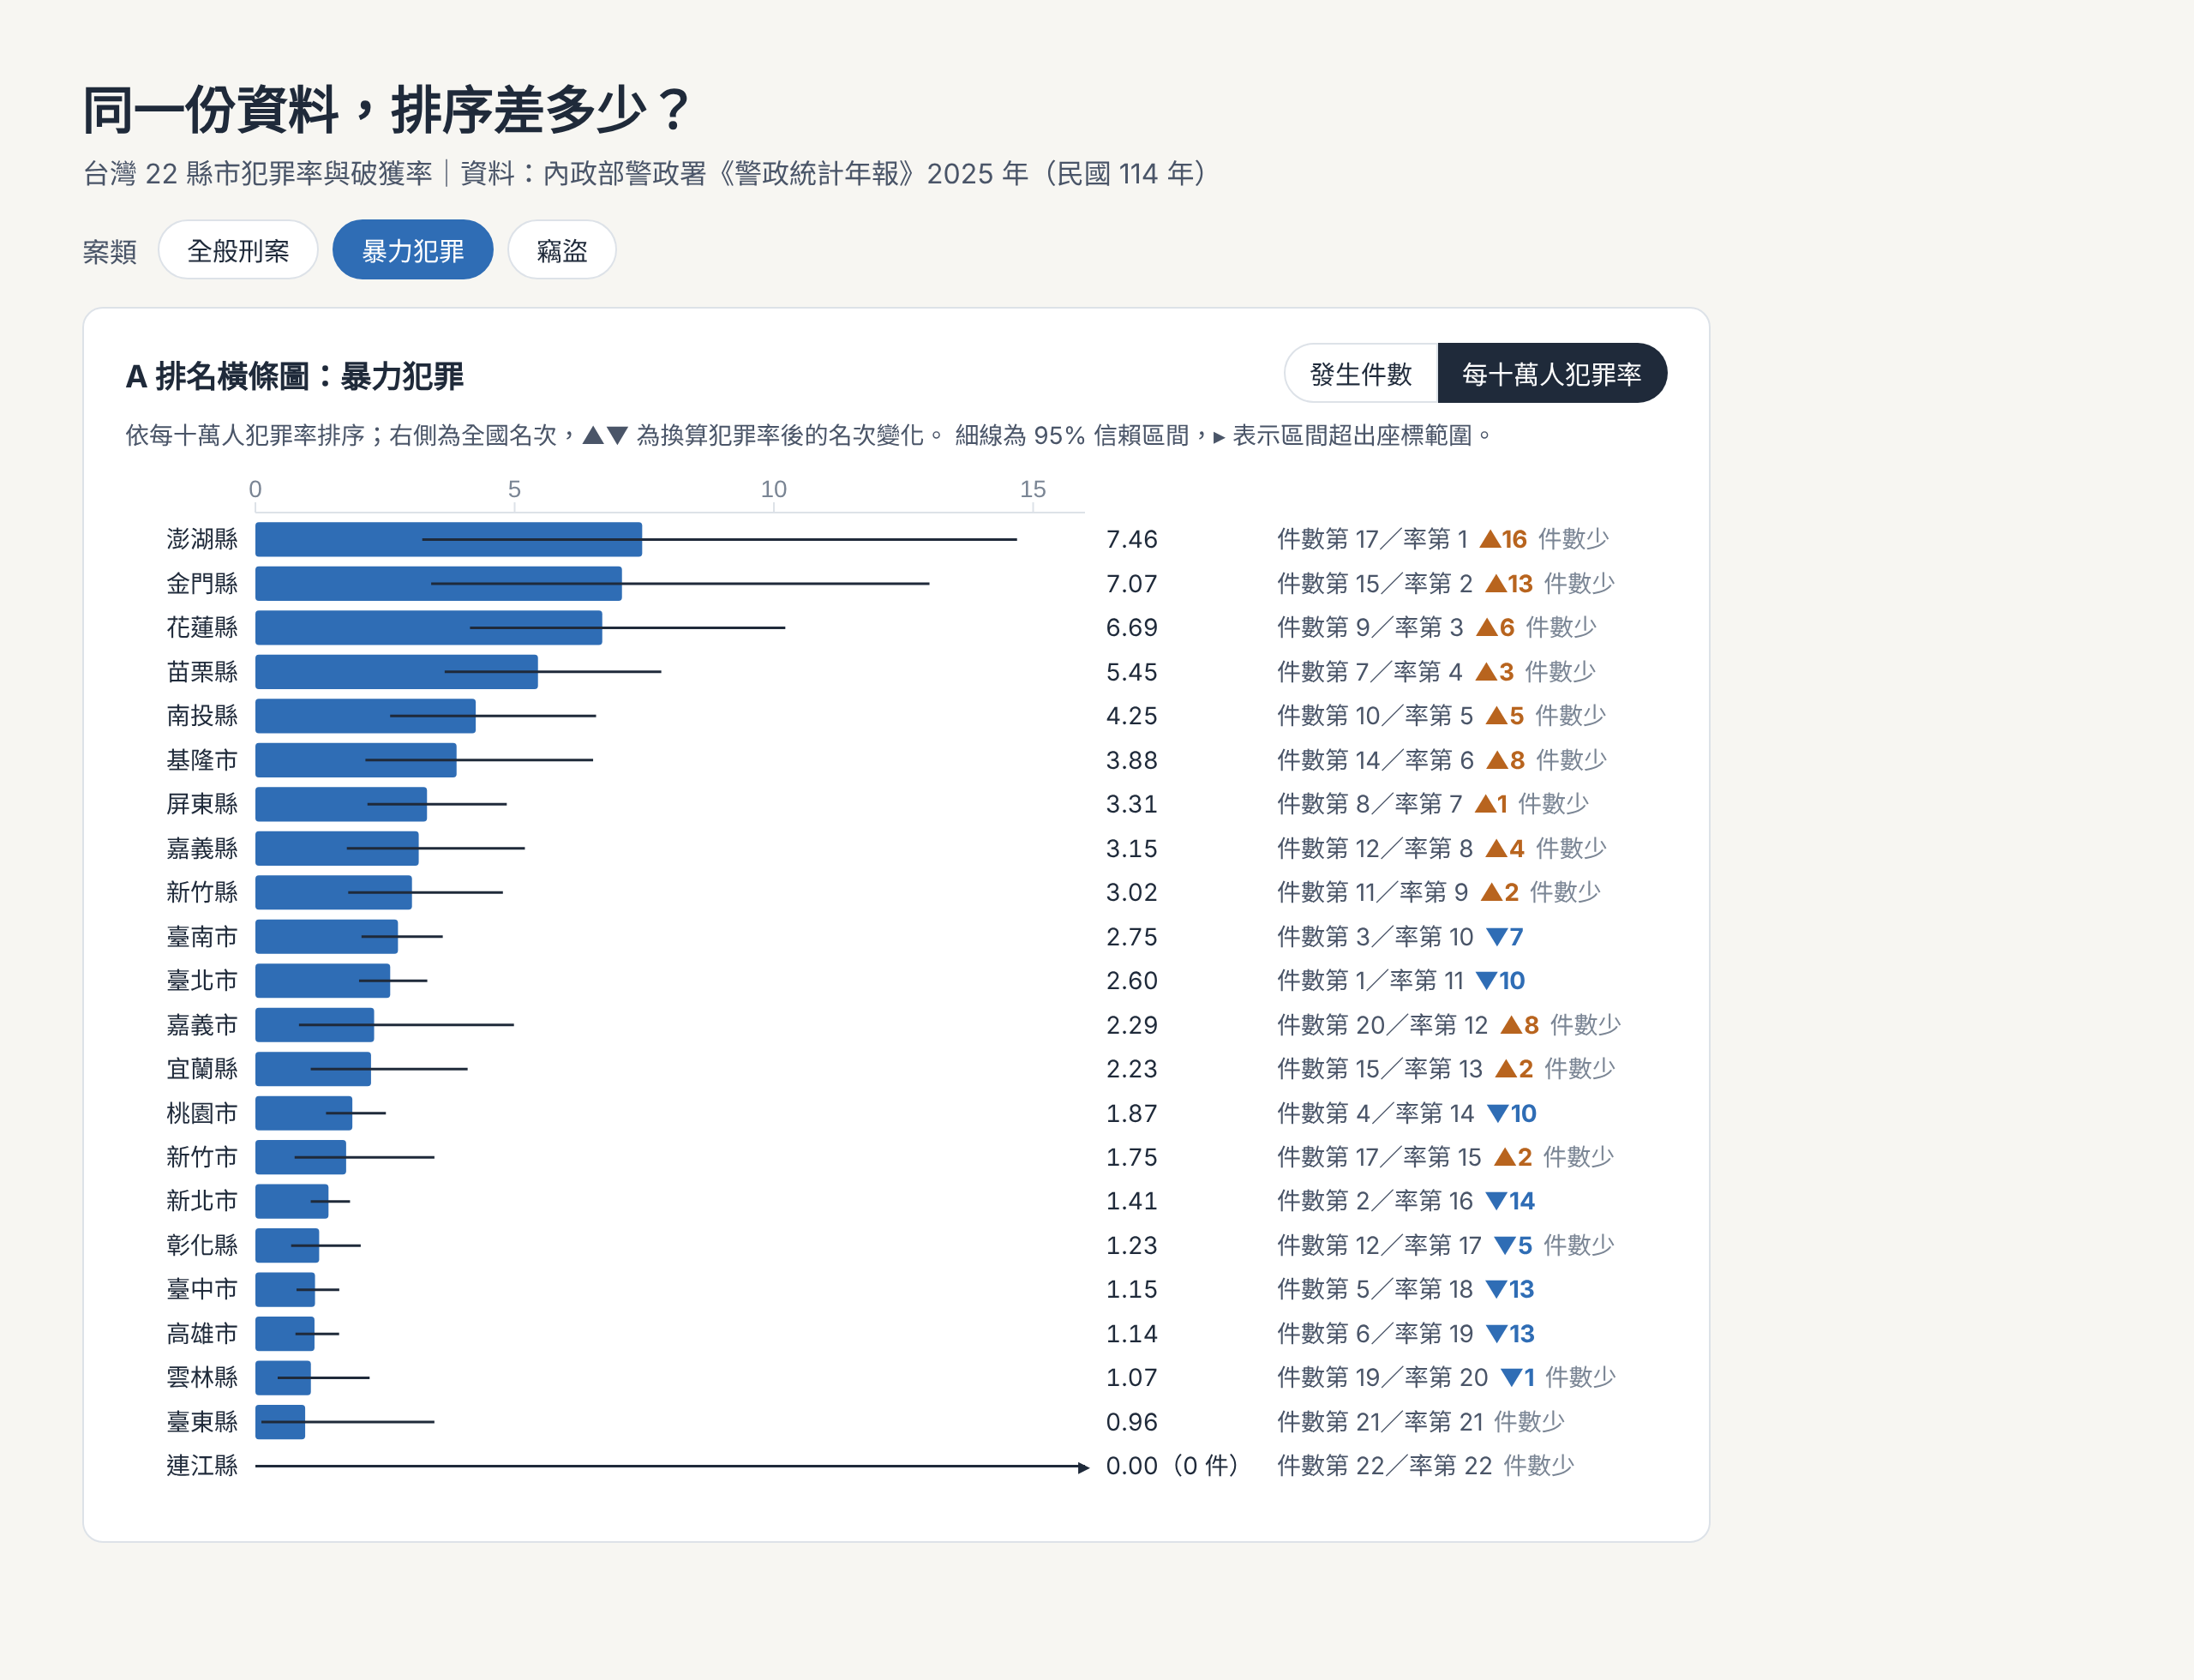 同一份資料，排序差多少？
台灣 22 縣市犯罪率與破獲率｜資料：內政部警政署《警政統計年報》2025 年（民國 114 年）
案類 全般刑案 暴力犯罪 竊盜
A 排名橫條圖：暴力犯罪 發生件數 每十萬人犯罪率
依每十萬人犯罪率排序；右側為全國名次，▲▼ 為換算犯罪率後的名次變化。 細線為 95% 信賴區間，▸ 表示區間超出座標範圍。
0 5 10 15
澎湖縣 7.46 件數第 17／率第 1 ▲16 件數少
金門縣 7.07 件數第 15／率第 2 ▲13 件數少
花蓮縣 6.69 件數第 9／率第 3 ▲6 件數少
苗栗縣 5.45 件數第 7／率第 4 ▲3 件數少
南投縣 4.25 件數第 10／率第 5 ▲5 件數少
基隆市 3.88 件數第 14／率第 6 ▲8 件數少
屏東縣 3.31 件數第 8／率第 7 ▲1 件數少
嘉義縣 3.15 件數第 12／率第 8 ▲4 件數少
新竹縣 3.02 件數第 11／率第 9 ▲2 件數少
臺南市 2.75 件數第 3／率第 10 ▼7
臺北市 2.60 件數第 1／率第 11 ▼10
嘉義市 2.29 件數第 20／率第 12 ▲8 件數少
宜蘭縣 2.23 件數第 15／率第 13 ▲2 件數少
桃園市 1.87 件數第 4／率第 14 ▼10
新竹市 1.75 件數第 17／率第 15 ▲2 件數少
新北市 1.41 件數第 2／率第 16 ▼14
彰化縣 1.23 件數第 12／率第 17 ▼5 件數少
臺中市 1.15 件數第 5／率第 18 ▼13
高雄市 1.14 件數第 6／率第 19 ▼13
雲林縣 1.07 件數第 19／率第 20 ▼1 件數少
臺東縣 0.96 件數第 21／率第 21 件數少
連江縣 0.00（0 件） 件數第 22／率第 22 件數少